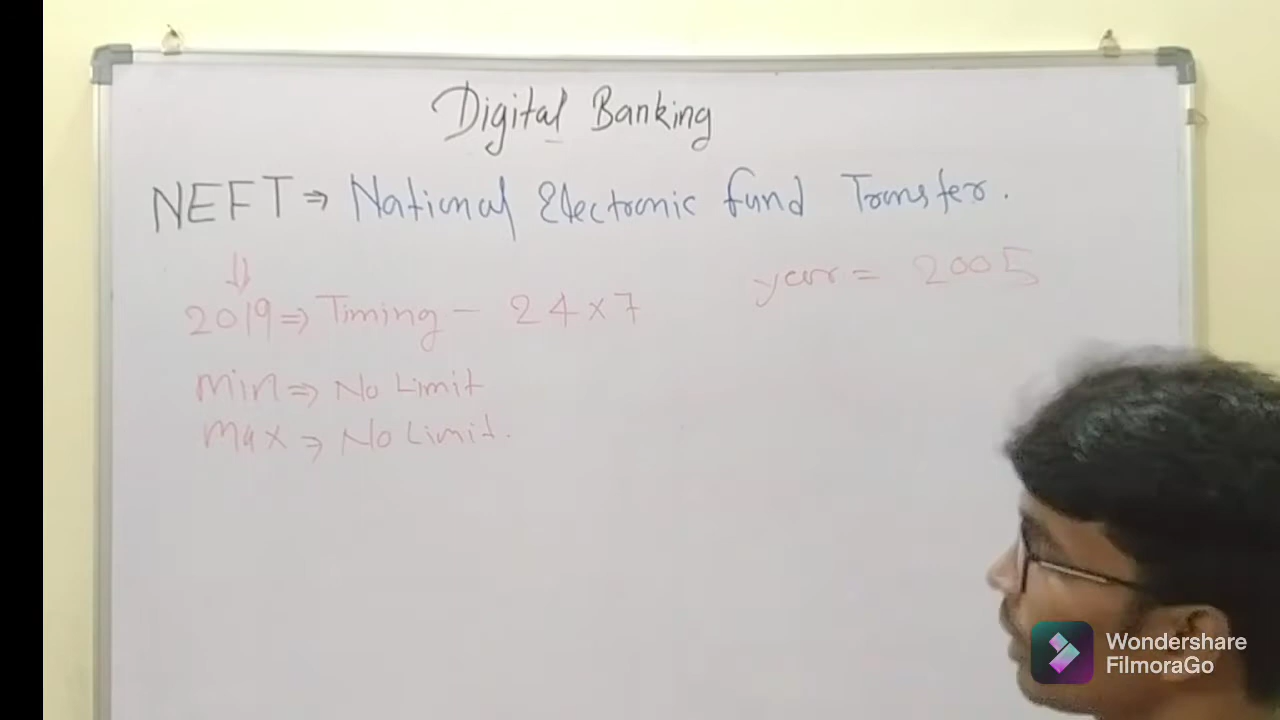 Digital Banking
NEFT ⇒ National Electronic Fund Transfer.
year = 2005
⇓
2019 ⇒ Timing - 24x7
Min ⇒ No Limit
Max ⇒ No Limit.
Wondershare
FilmoraGo